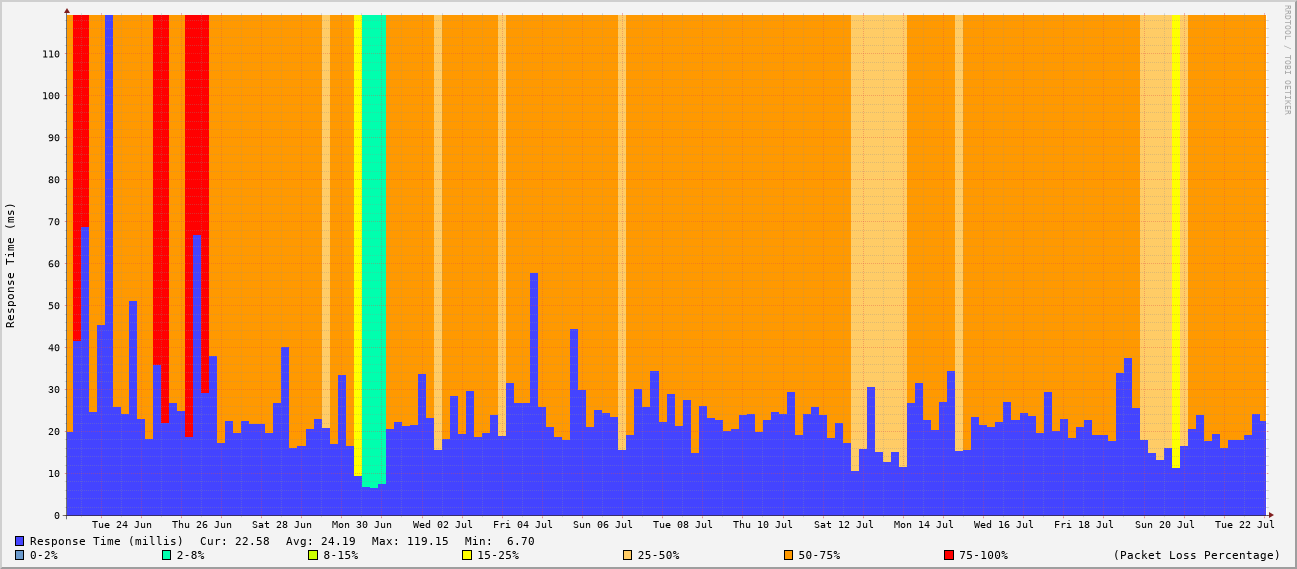 RRDTOOL / TOBI OETIKER
Response Time (ms)
110
100
90
80
70
60
50
40
30
20
10
0
Tue 24 Jun Thu 26 Jun Sat 28 Jun Mon 30 Jun Wed 02 Jul Fri 04 Jul Sun 06 Jul Tue 08 Jul Thu 10 Jul Sat 12 Jul Mon 14 Jul Wed 16 Jul Fri 18 Jul Sun 20 Jul Tue 22 Jul
Response Time (millis) Cur: 22.58 Avg: 24.19 Max: 119.15 Min: 6.70
0-2% 2-8% 8-15% 15-25% 25-50% 50-75% 75-100% (Packet Loss Percentage)